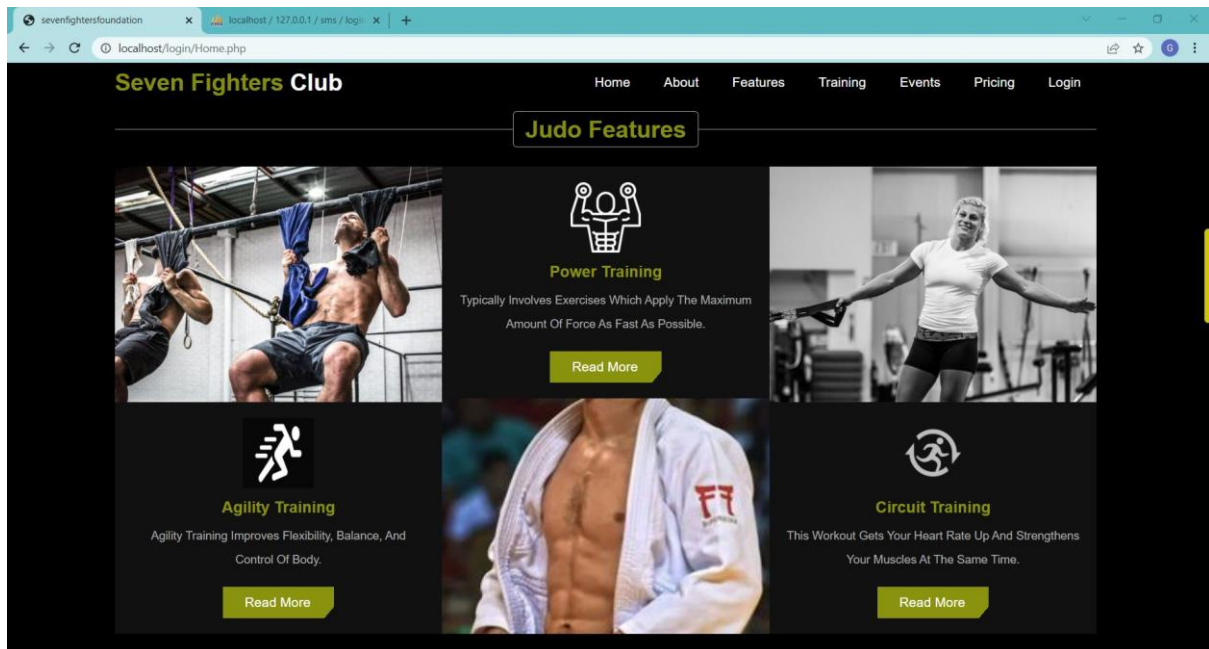 sevenfightersfoundation
localhost / 127.0.0.1 / sms / login
localhost/login/Home.php
G
Seven Fighters Club
Home About Features Training Events Pricing Login
Judo Features
Power Training
Typically Involves Exercises Which Apply The Maximum
Amount Of Force As Fast As Possible.
Read More
Agility Training
Agility Training Improves Flexibility, Balance, And
Control Of Body.
Read More
Circuit Training
This Workout Gets Your Heart Rate Up And Strengthens
Your Muscles At The Same Time.
Read More